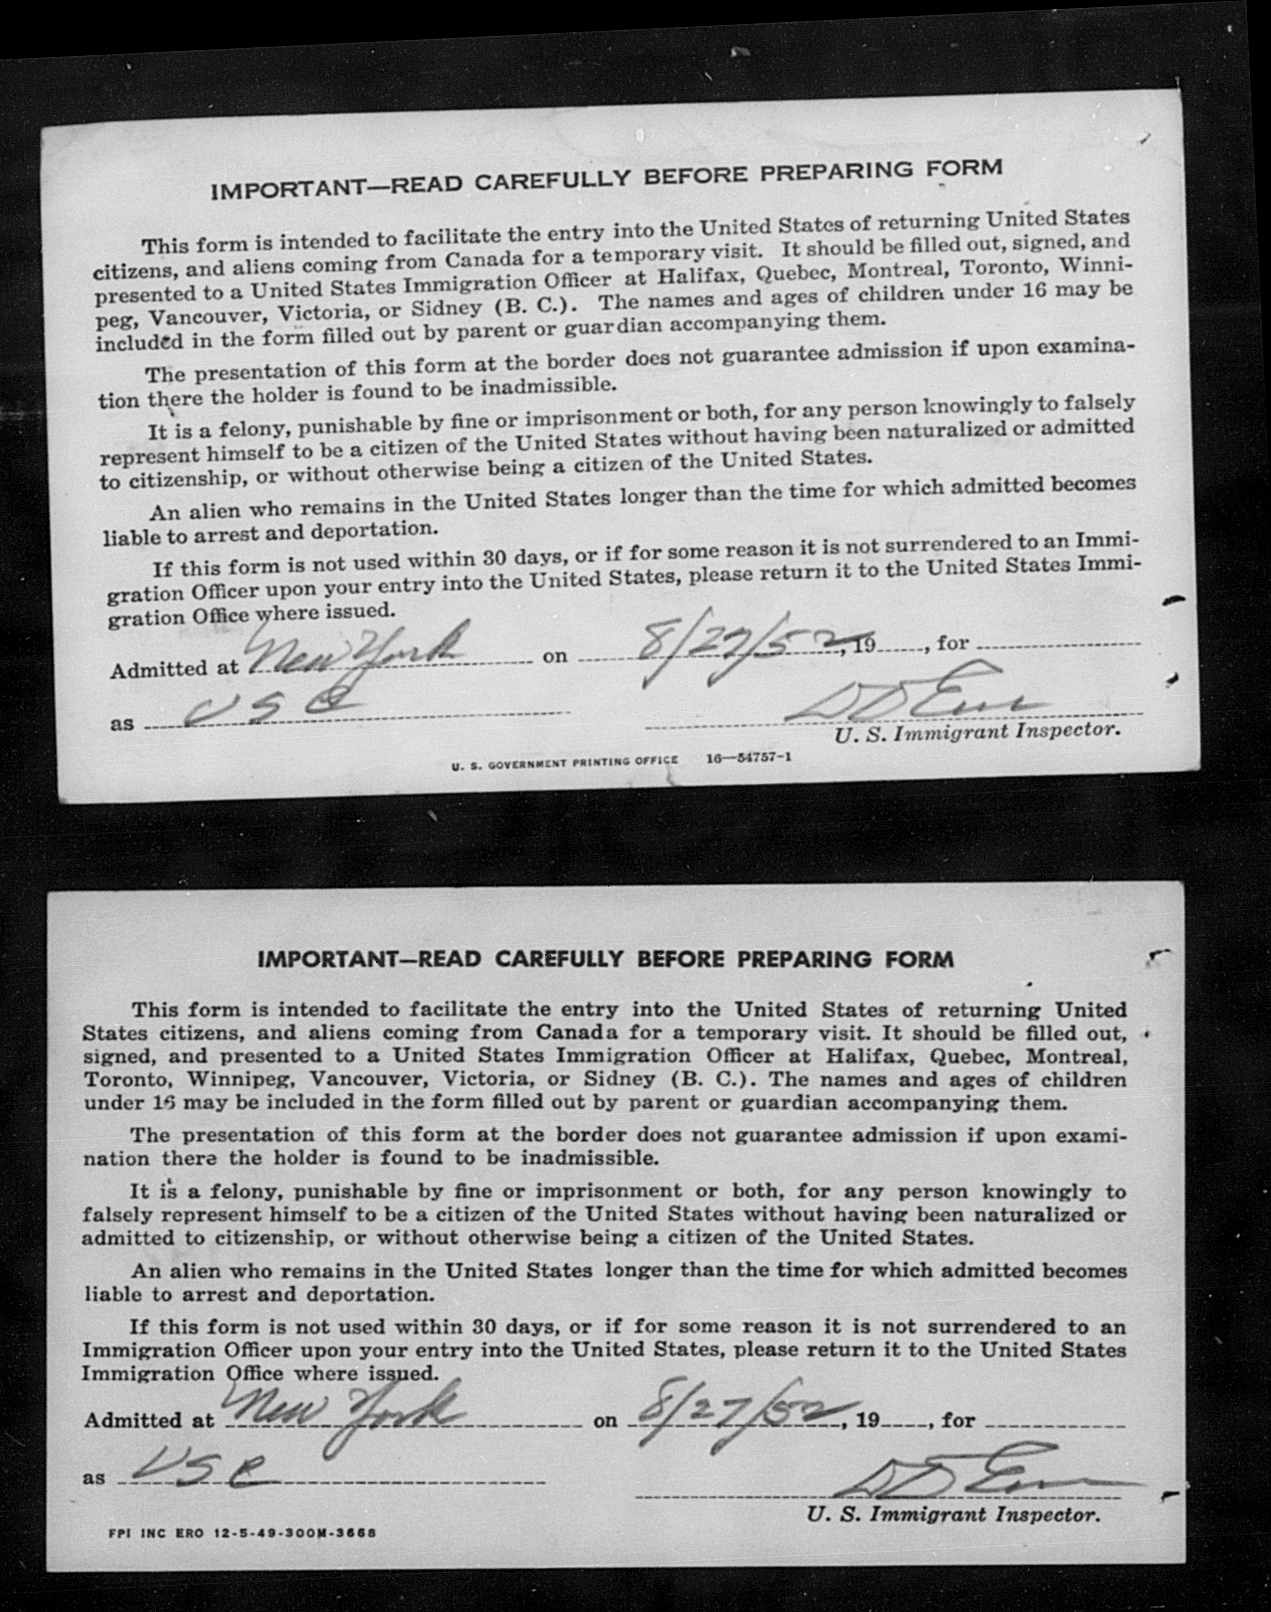 IMPORTANT—READ CAREFULLY BEFORE PREPARING FORM
This form is intended to facilitate the entry into the United States of returning United States
citizens, and aliens coming from Canada for a temporary visit. It should be filled out, signed, and
presented to a United States Immigration Officer at Halifax, Quebec, Montreal, Toronto, Winni-
peg, Vancouver, Victoria, or Sidney (B. C.). The names and ages of children under 16 may be
included in the form filled out by parent or guardian accompanying them.
The presentation of this form at the border does not guarantee admission if upon examina-
tion there the holder is found to be inadmissible.
It is a felony, punishable by fine or imprisonment or both, for any person knowingly to falsely
represent himself to be a citizen of the United States without having been naturalized or admitted
to citizenship, or without otherwise being a citizen of the United States.
An alien who remains in the United States longer than the time for which admitted becomes
liable to arrest and deportation.
If this form is not used within 30 days, or if for some reason it is not surrendered to an Immi-
gration Officer upon your entry into the United States, please return it to the United States Immi-
gration Office where issued.
Admitted at New York on 8/27/52, 19, for
as USC
U. S. Immigrant Inspector.
U. S. GOVERNMENT PRINTING OFFICE 16—54757-1
IMPORTANT—READ CAREFULLY BEFORE PREPARING FORM
This form is intended to facilitate the entry into the United States of returning United
States citizens, and aliens coming from Canada for a temporary visit. It should be filled out,
signed, and presented to a United States Immigration Officer at Halifax, Quebec, Montreal,
Toronto, Winnipeg, Vancouver, Victoria, or Sidney (B. C.). The names and ages of children
under 16 may be included in the form filled out by parent or guardian accompanying them.
The presentation of this form at the border does not guarantee admission if upon exami-
nation there the holder is found to be inadmissible.
It is a felony, punishable by fine or imprisonment or both, for any person knowingly to
falsely represent himself to be a citizen of the United States without having been naturalized or
admitted to citizenship, or without otherwise being a citizen of the United States.
An alien who remains in the United States longer than the time for which admitted becomes
liable to arrest and deportation.
If this form is not used within 30 days, or if for some reason it is not surrendered to an
Immigration Officer upon your entry into the United States, please return it to the United States
Immigration Office where issued.
Admitted at New York on 8/27/52, 19, for
as USC
U. S. Immigrant Inspector.
FPI INC ERO 12-5-49-300M-3668